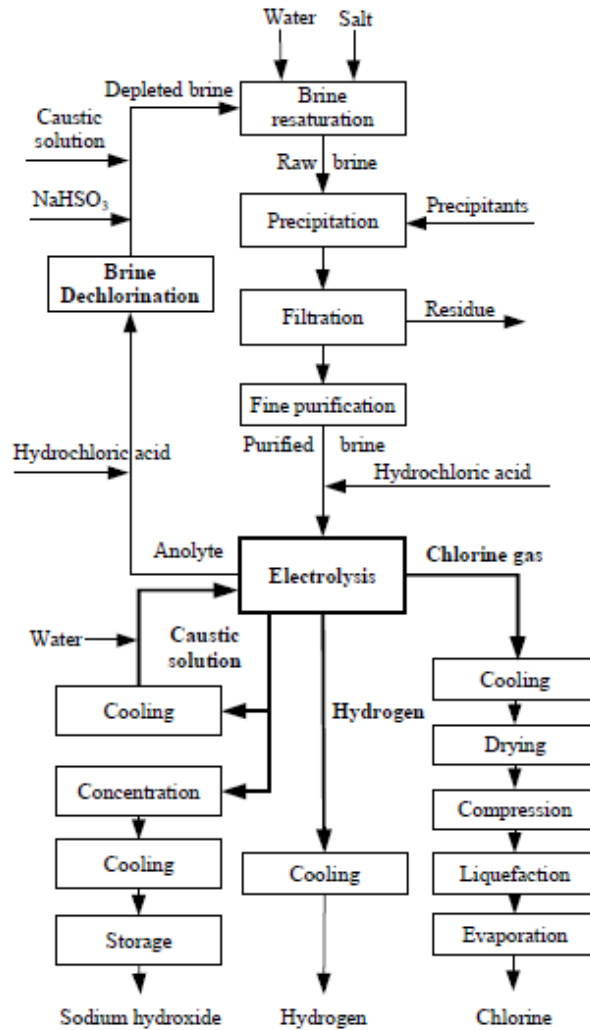 Water
Salt
Depleted brine
Brine
resaturation
Caustic
solution
Raw brine
NaHSO3
Precipitation
Precipitants
Brine
Dechlorination
Filtration
Residue
Fine purification
Purified brine
Hydrochloric acid
Hydrochloric acid
Anolyte
Electrolysis
Chlorine gas
Water
Caustic
solution
Cooling
Hydrogen
Cooling
Drying
Concentration
Compression
Cooling
Cooling
Liquefaction
Storage
Evaporation
Sodium hydroxide
Hydrogen
Chlorine